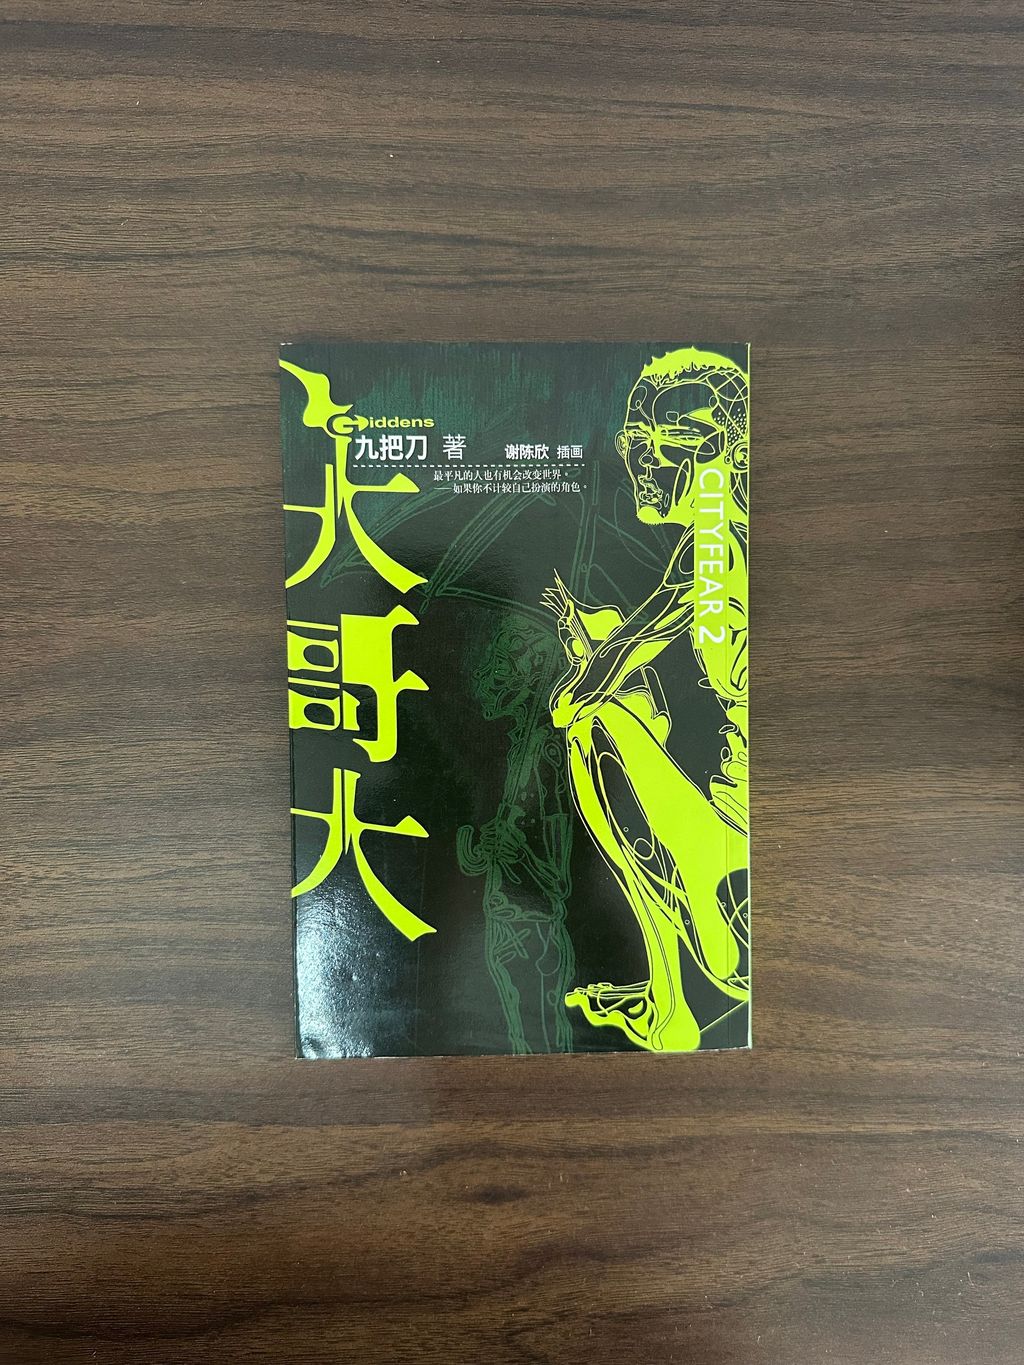 Giddens
九把刀 著
谢陈欣 插画
最平凡的人也有机会改变世界。
——如果你不计较自己扮演的角色。
大哥大
CITYFEAR 2